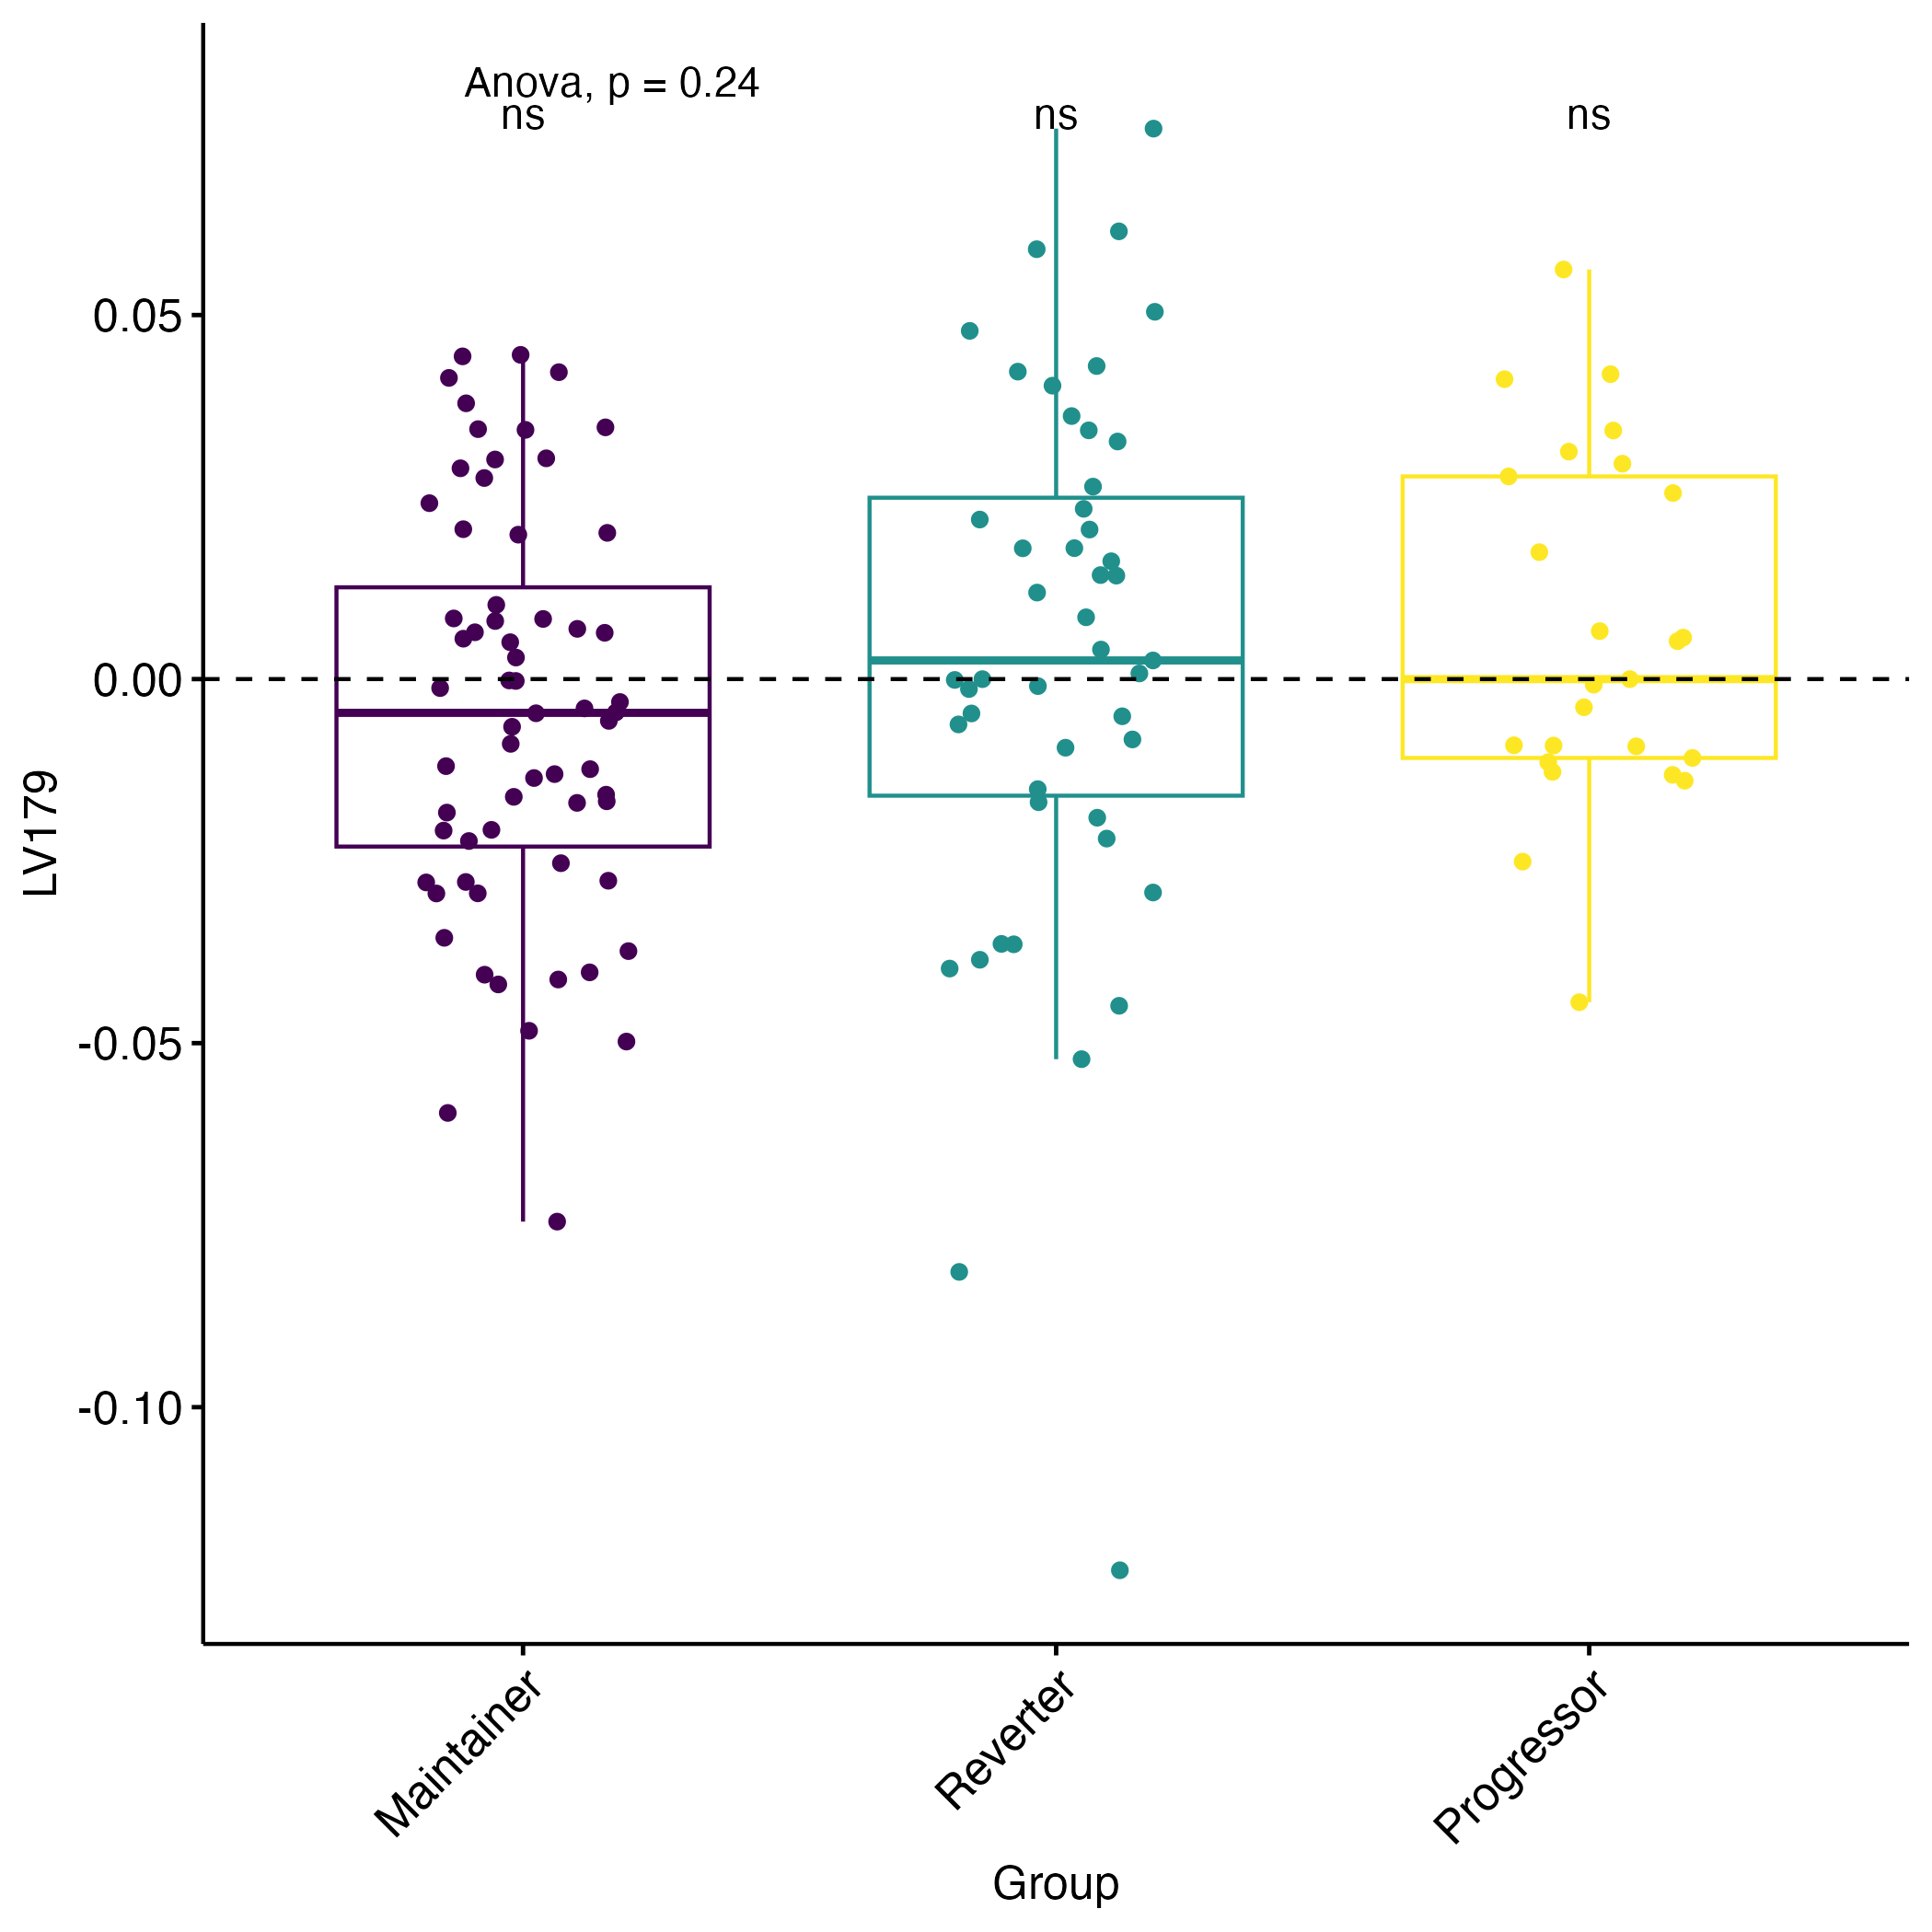 Anova, p = 0.24
ns
ns
ns
0.05
0.00
-0.05
-0.10
LV179
Maintainer
Reverter
Progressor
Group